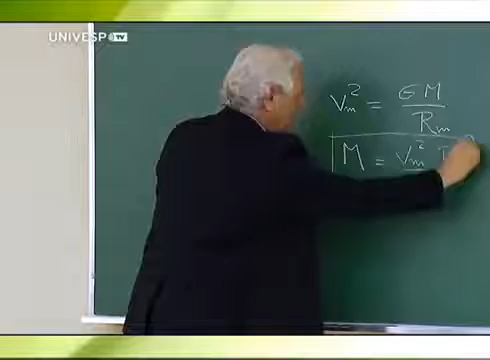 UNIVESP TV
Vm² = GM/Rm
M = Vm²